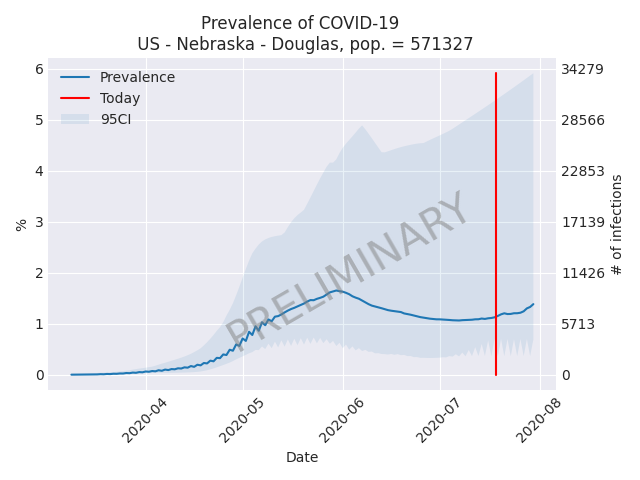 Prevalence of COVID-19
US - Nebraska - Douglas, pop. = 571327
Prevalence
Today
95CI
6
5
4
3
2
1
0
%
34279
28566
22853
17139
11426
5713
0
# of infections
PRELIMINARY
2020-04
2020-05
2020-06
2020-07
2020-08
Date